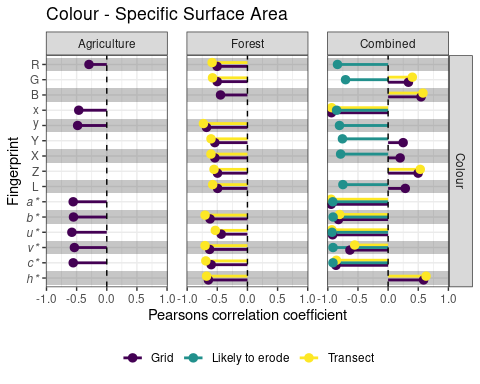 Colour - Specific Surface Area
Agriculture Forest Combined
Fingerprint
R
G
B
x
y
Y
X
Z
L
a*
b*
u*
v*
c*
h*
Colour
-1.0 -0.5 0.0 0.5 1.0 -1.0 -0.5 0.0 0.5 1.0 -1.0 -0.5 0.0 0.5 1.0
Pearsons correlation coefficient
Grid Likely to erode Transect